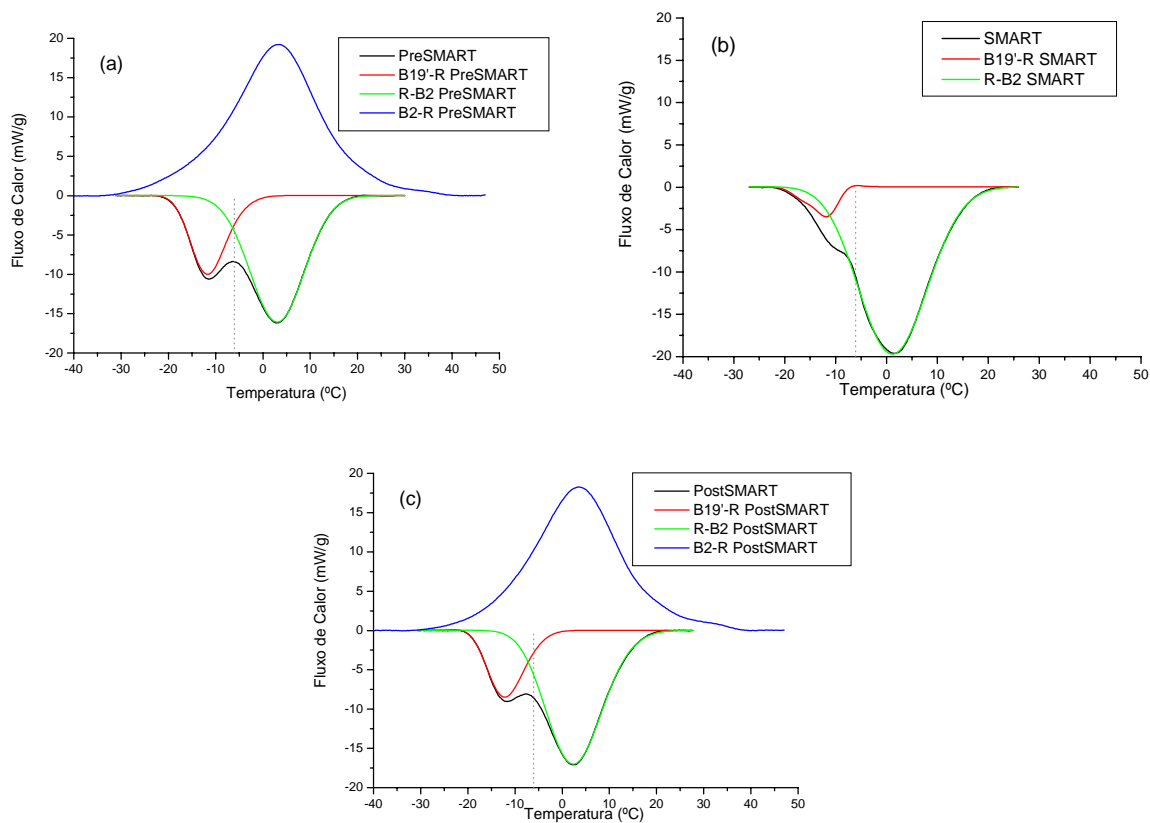 (a)
PreSMART
B19'-R PreSMART
R-B2 PreSMART
B2-R PreSMART
Fluxo de Calor (mW/g)
20
15
10
5
0
-5
-10
-15
-20
-40 -30 -20 -10 0 10 20 30 40 50
Temperatura (ºC)
(b)
SMART
B19'-R SMART
R-B2 SMART
Fluxo de Calor (mW/g)
20
15
10
5
0
-5
-10
-15
-20
-40 -30 -20 -10 0 10 20 30 40 50
Temperatura (ºC)
(c)
PostSMART
B19'-R PostSMART
R-B2 PostSMART
B2-R PostSMART
Fluxo de Calor (mW/g)
20
15
10
5
0
-5
-10
-15
-20
-40 -30 -20 -10 0 10 20 30 40 50
Temperatura (ºC)